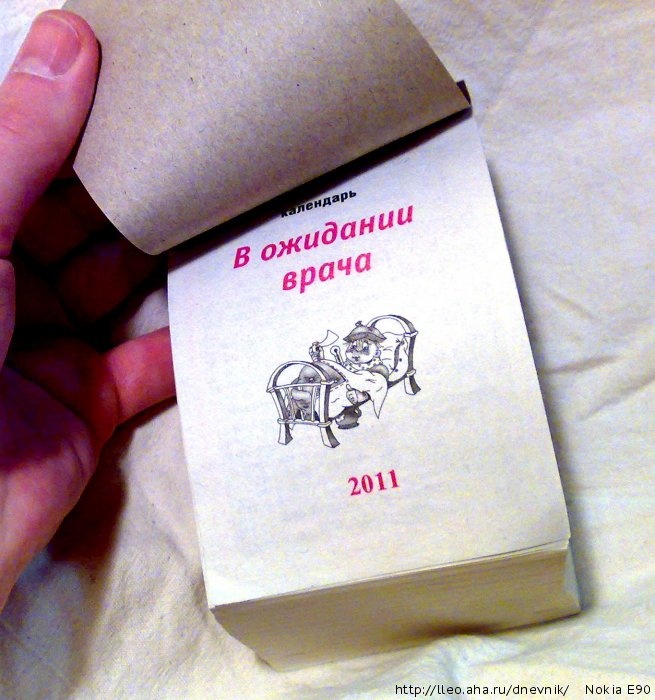 календарь
В ожидании
врача
2011
http://lleo.aha.ru/dnevnik/ Nokia E90